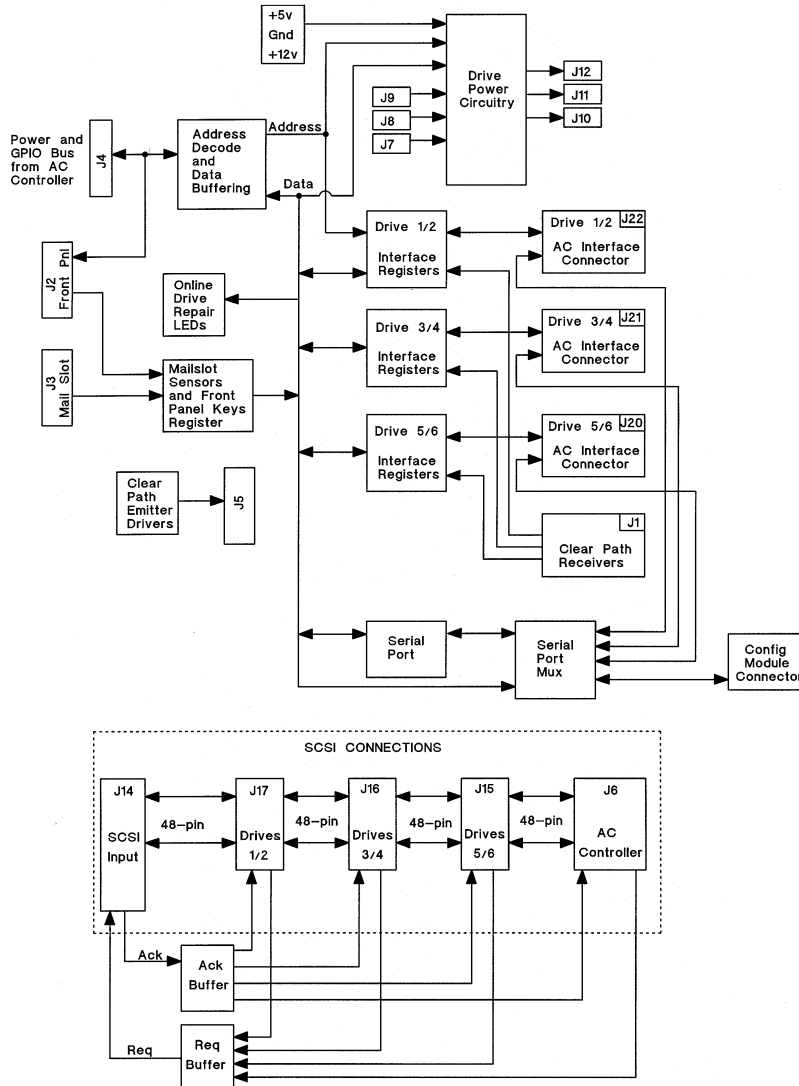 +5v
Gnd
+12v
Drive
Power
Circuitry
J12
J11
J10
J9
J8
J7
Power and
GPIO Bus
from AC
Controller
J4
Address
Decode
and
Data
Buffering
Address
Data
J2
Front Pnl
Online
Drive
Repair
LEDs
J3
Mail Slot
Mailslot
Sensors
and Front
Panel Keys
Register
Clear
Path
Emitter
Drivers
J5
Drive 1/2
Interface
Registers
Drive 1/2
J22
AC Interface
Connector
Drive 3/4
Interface
Registers
Drive 3/4
J21
AC Interface
Connector
Drive 5/6
Interface
Registers
Drive 5/6
J20
AC Interface
Connector
J1
Clear Path
Receivers
Serial
Port
Serial
Port
Mux
Config
Module
Connector
SCSI CONNECTIONS
J14
SCSI
Input
48-pin
J17
Drives
1/2
48-pin
J16
Drives
3/4
48-pin
J15
Drives
5/6
48-pin
J6
AC
Controller
Ack
Ack
Buffer
Req
Req
Buffer